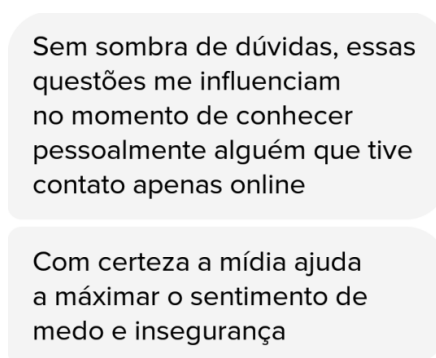 Sem sombra de dúvidas, essas
questões me influenciam
no momento de conhecer
pessoalmente alguém que tive
contato apenas online
Com certeza a mídia ajuda
a máximar o sentimento de
medo e insegurança